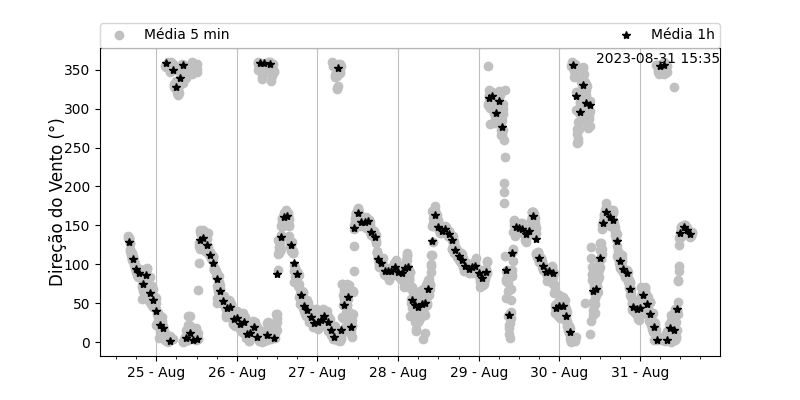 Média 5 min
Média 1h
2023-08-31 15:35
Direção do Vento (°)
350
300
250
200
150
100
50
0
25 - Aug
26 - Aug
27 - Aug
28 - Aug
29 - Aug
30 - Aug
31 - Aug